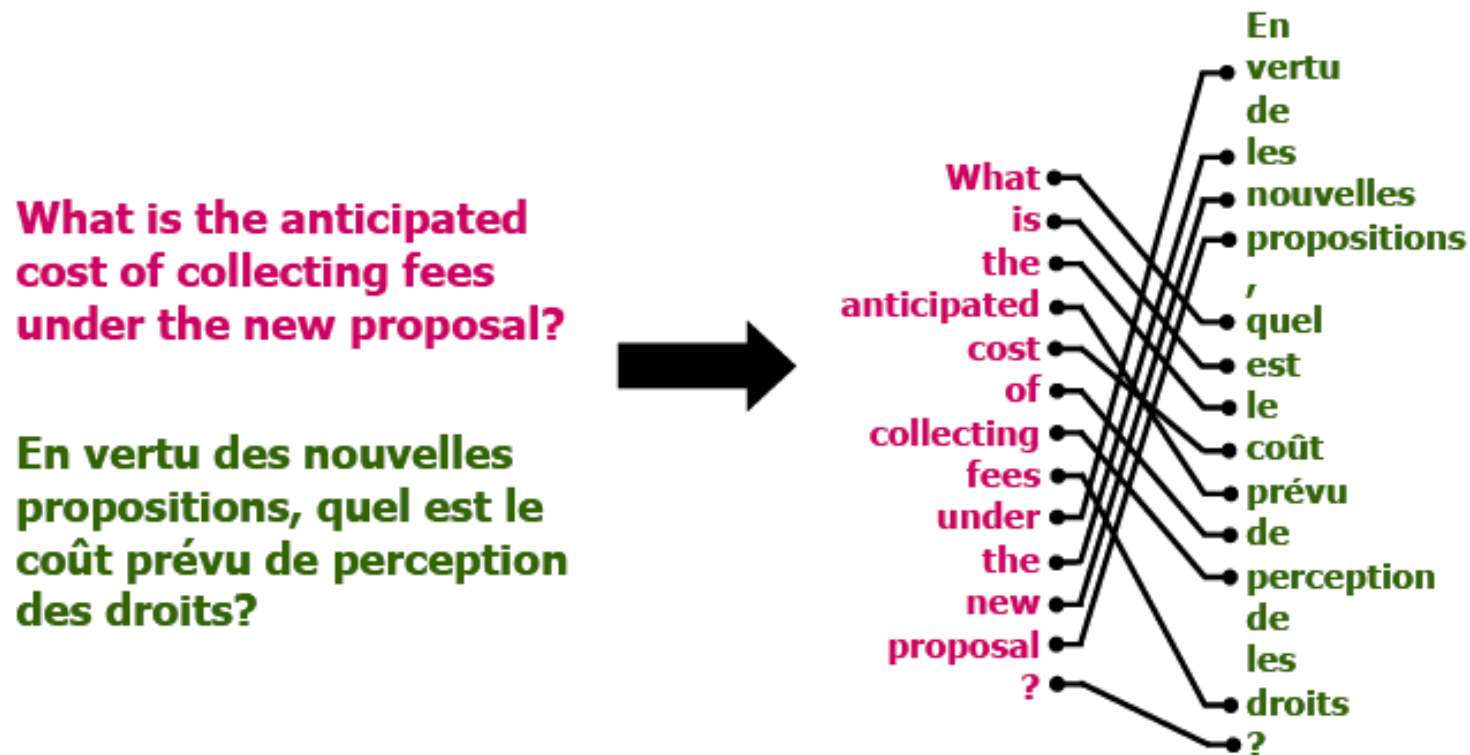 What is the anticipated
cost of collecting fees
under the new proposal?
En vertu des nouvelles
propositions, quel est le
coût prévu de perception
des droits?
What
is
the
anticipated
cost
of
collecting
fees
under
the
new
proposal
?
En
vertu
de
les
nouvelles
propositions
,
quel
est
le
coût
prévu
de
perception
de
les
droits
?